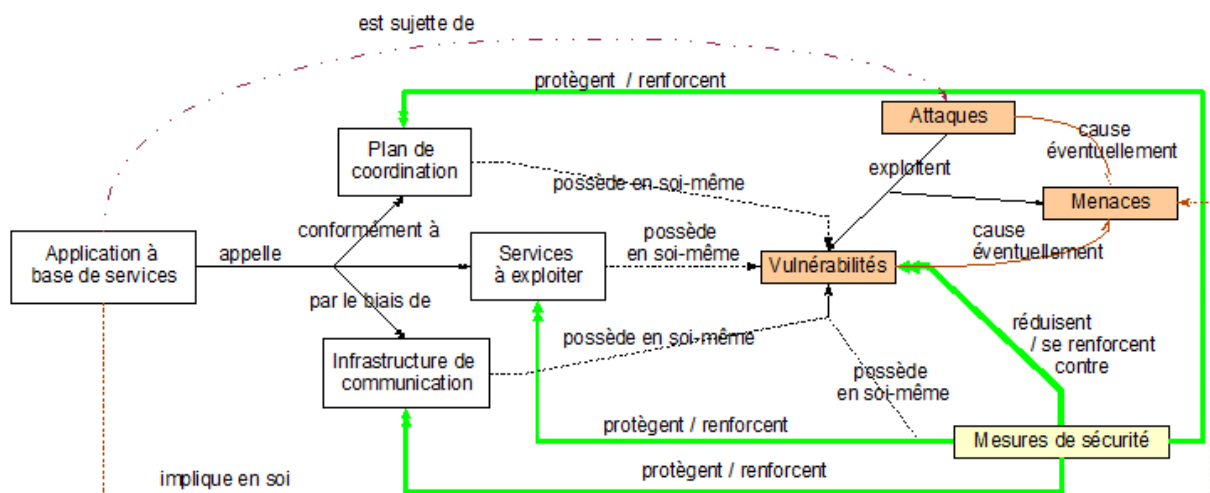 est sujette de
protègent / renforcent
Attaques
cause
éventuellement
Plan de
coordination
exploitent
possède en soi-même
Menaces
conformément à
Application à
base de services
appelle
Services
à exploiter
possède
en soi-même
Vulnérabilités
cause
éventuellement
par le biais de
possède en soi-même
réduisent
/ se renforcent
contre
Infrastructure de
communication
possède
en soi-même
protègent / renforcent
Mesures de sécurité
implique en soi
protègent / renforcent